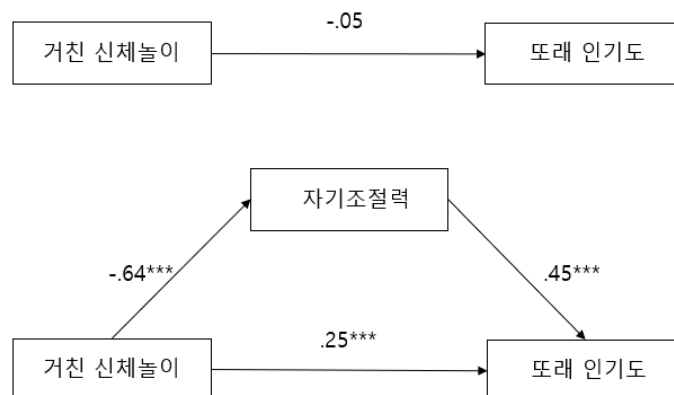 -.05
거친 신체놀이
또래 인기도
자기조절력
-.64***
.45***
.25***
거친 신체놀이
또래 인기도